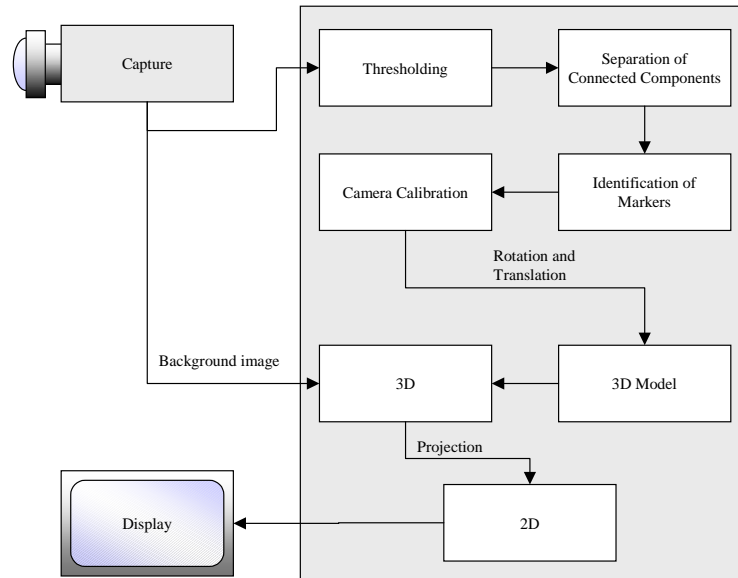 Capture
Thresholding
Separation of
Connected Components
Camera Calibration
Identification of
Markers
Rotation and
Translation
Background image
3D
3D Model
Projection
Display
2D